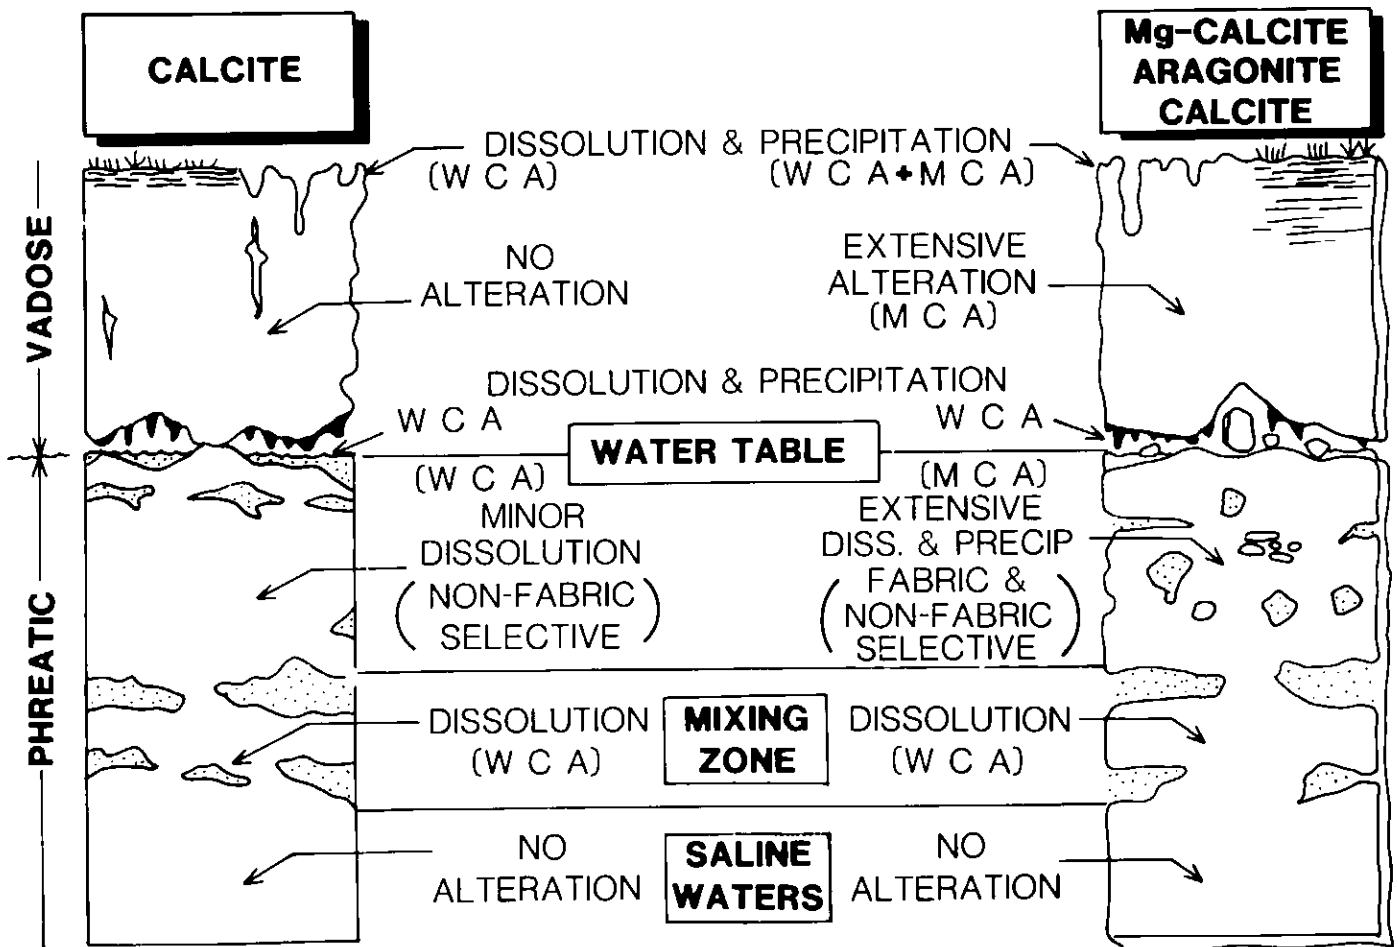 CALCITE
Mg-CALCITE
ARAGONITE
CALCITE
VADOSE
PHREATIC
DISSOLUTION & PRECIPITATION
(W C A)
(W C A + M C A)
NO
ALTERATION
EXTENSIVE
ALTERATION
(M C A)
DISSOLUTION & PRECIPITATION
W C A
W C A
WATER TABLE
(W C A)
MINOR
DISSOLUTION
(NON-FABRIC
SELECTIVE)
(M C A)
EXTENSIVE
DISS. & PRECIP
(FABRIC &
NON-FABRIC
SELECTIVE)
DISSOLUTION
(W C A)
MIXING
ZONE
DISSOLUTION
(W C A)
NO
ALTERATION
SALINE
WATERS
NO
ALTERATION